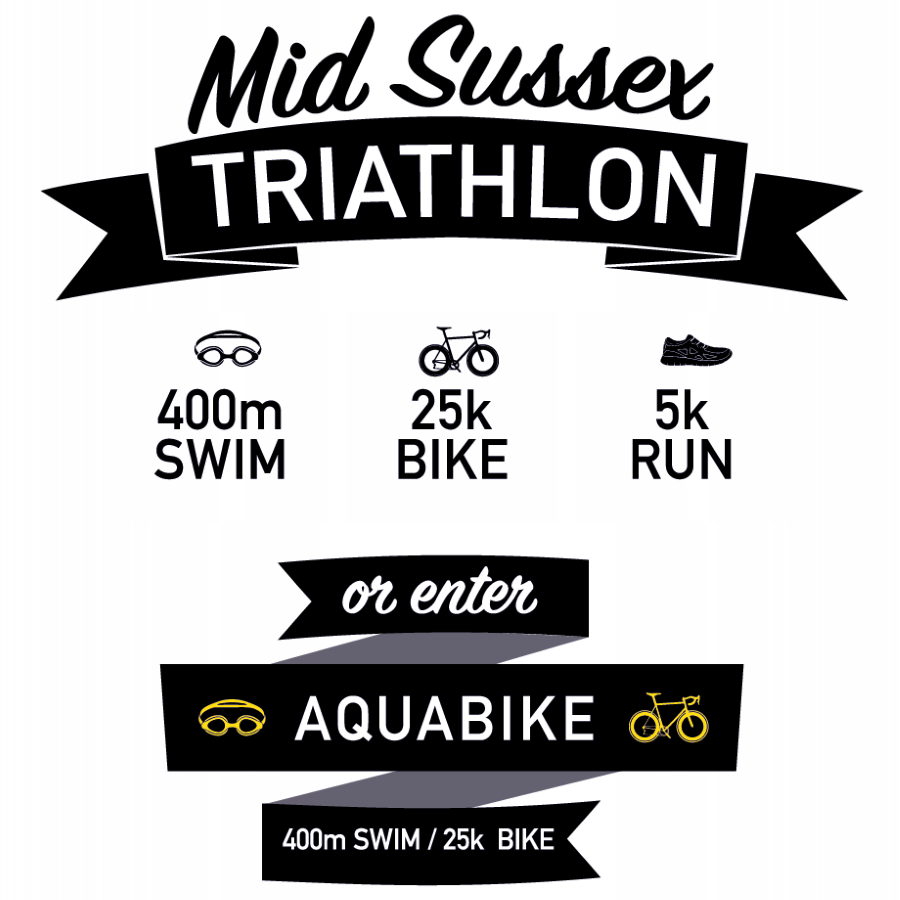 Mid Sussex
TRIATHLON
400m
SWIM
25k
BIKE
5k
RUN
or enter
AQUABIKE
400m SWIM / 25k BIKE